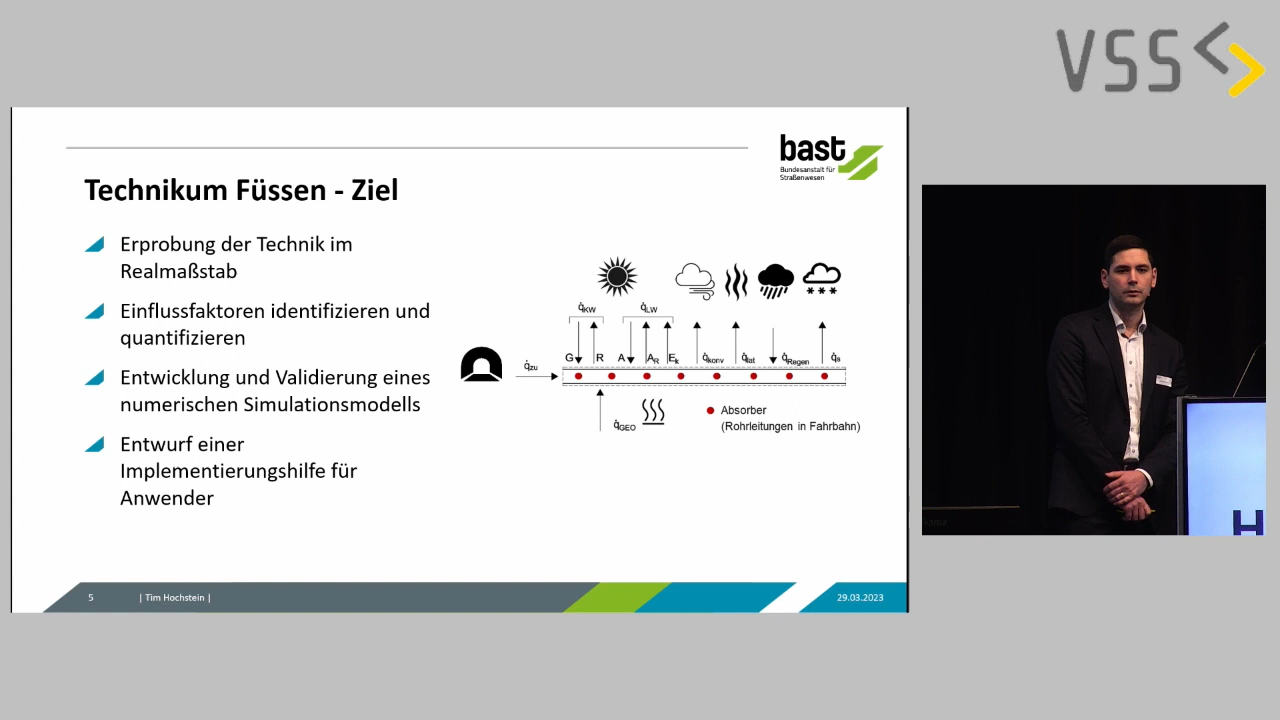 VSS
bast
Bundesanstalt für
Straßenwesen
Technikum Füssen - Ziel
Erprobung der Technik im
Realmaßstab
Einflussfaktoren identifizieren und
quantifizieren
Entwicklung und Validierung eines
numerischen Simulationsmodells
Entwurf einer
Implementierungshilfe für
Anwender
q̇KW q̇LW
G R A AR Ek q̇konv q̇lat q̇Regen q̇s
q̇zu
q̇GEO
Absorber
(Rohrleitungen in Fahrbahn)
H
5 | Tim Hochstein | 29.03.2023